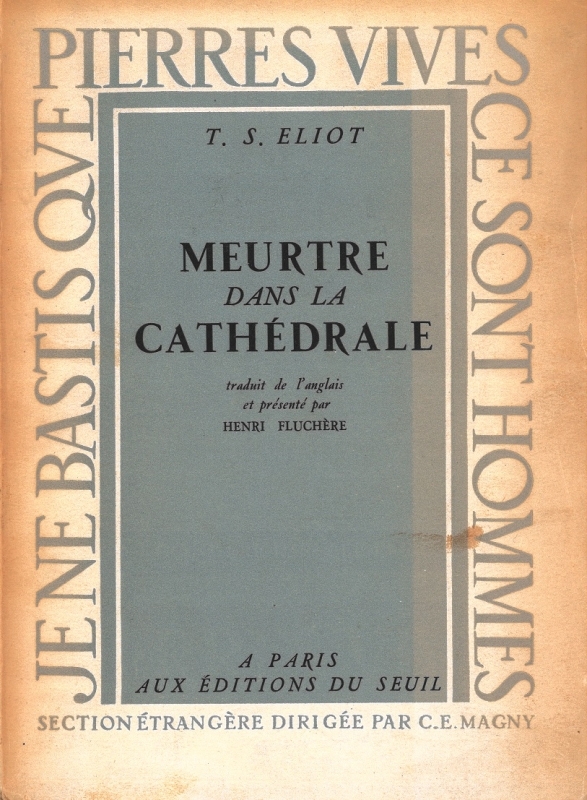 JE NE BASTIS QVE
PIERRES VIVES
CE SONT HOMMES
T. S. ELIOT
MEURTRE
DANS LA
CATHÉDRALE
traduit de l'anglais
et présenté par
HENRI FLUCHÈRE
A PARIS
AUX ÉDITIONS DU SEUIL
SECTION ÉTRANGÈRE DIRIGÉE PAR C.E. MAGNY